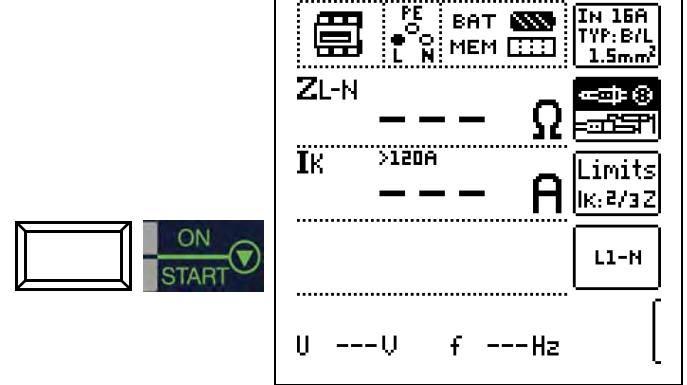 PE
BAT
L N MEM
IN 16A
TYP: B/L
1.5mm²
ZL-N
--- Ω
IK >120A
--- A
Limits
IK: 2/3 Z
L1-N
ON
START
U ---V f ---Hz